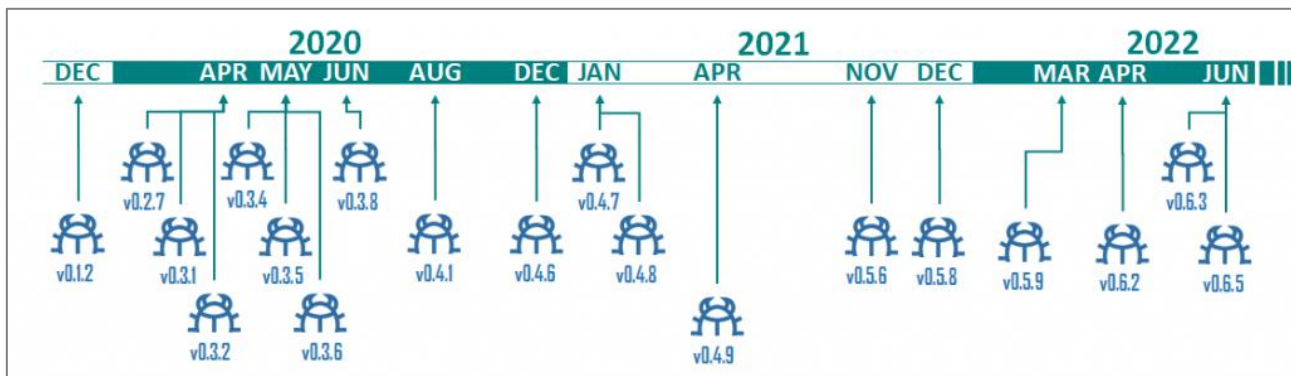 2020 2021 2022
DEC APR MAY JUN AUG DEC JAN APR NOV DEC MAR APR JUN
v0.2.7 v0.3.4 v0.3.8 v0.4.7 v0.6.3
v0.1.2 v0.3.1 v0.3.5 v0.4.1 v0.4.6 v0.4.8 v0.5.6 v0.5.8 v0.5.9 v0.6.2 v0.6.5
v0.3.2 v0.3.6 v0.4.9